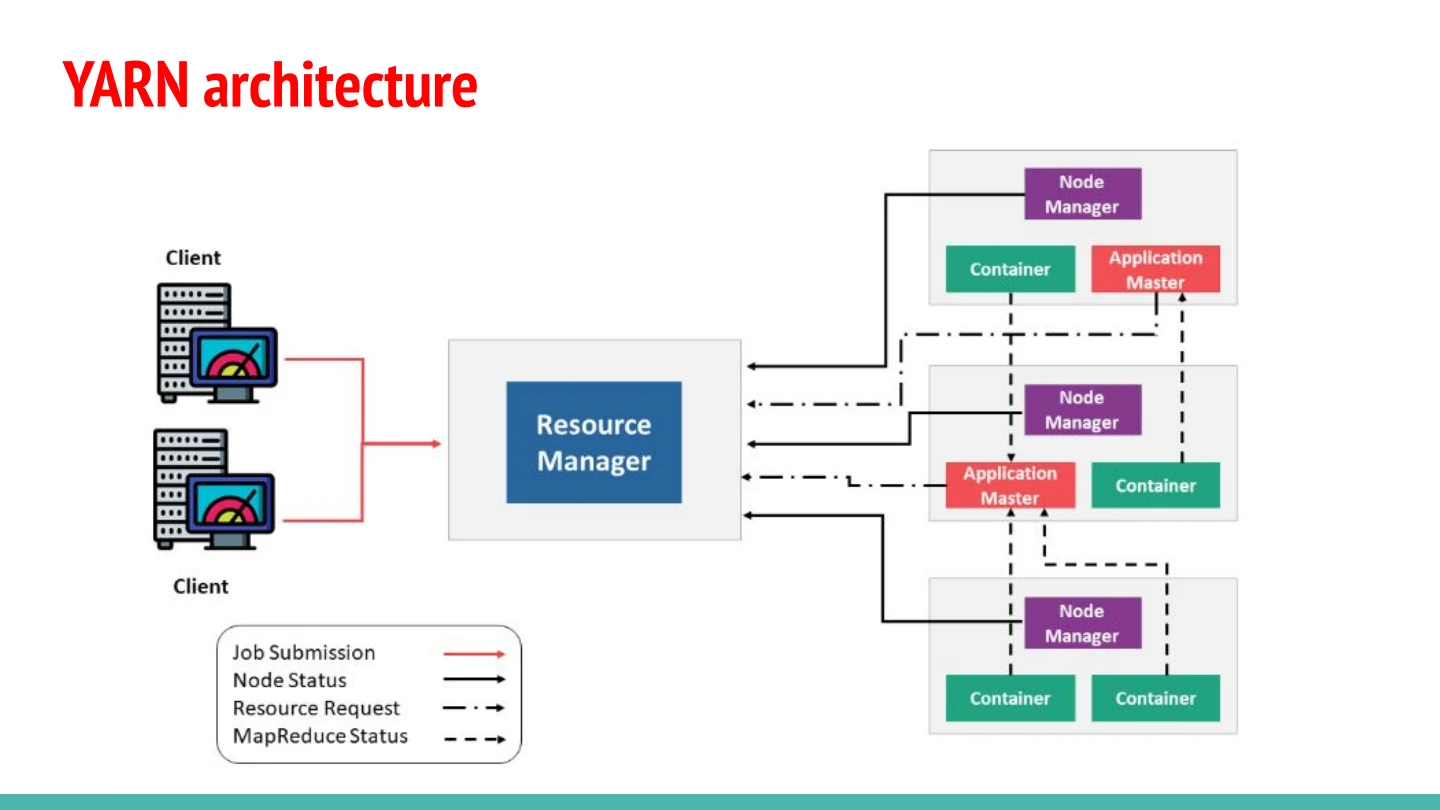 YARN architecture
Client
Client
Job Submission
Node Status
Resource Request
MapReduce Status
Resource
Manager
Node
Manager
Container
Application
Master
Node
Manager
Application
Master
Container
Node
Manager
Container
Container